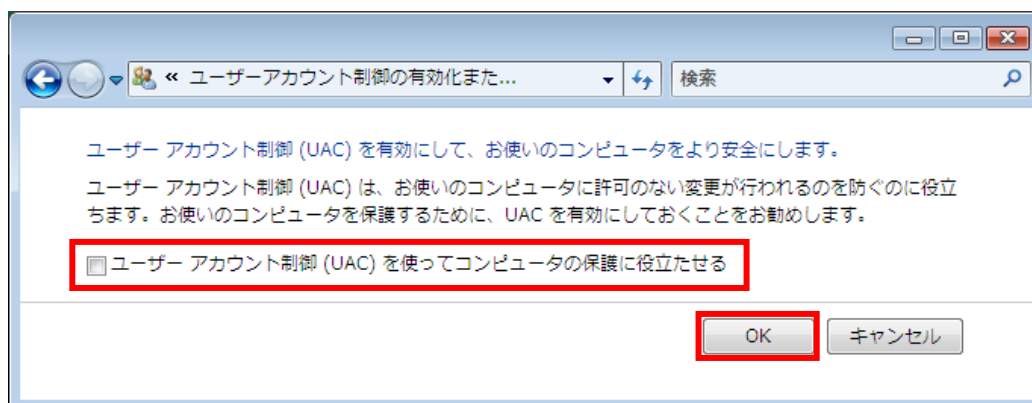 « ユーザーアカウント制御の有効化また... 検索
ユーザー アカウント制御 (UAC) を有効にして、お使いのコンピュータをより安全にします。
ユーザー アカウント制御 (UAC) は、お使いのコンピュータに許可のない変更が行われるのを防ぐのに役立
ちます。お使いのコンピュータを保護するために、UAC を有効にしておくことをお勧めします。
ユーザー アカウント制御 (UAC) を使ってコンピュータの保護に役立たせる
OK キャンセル